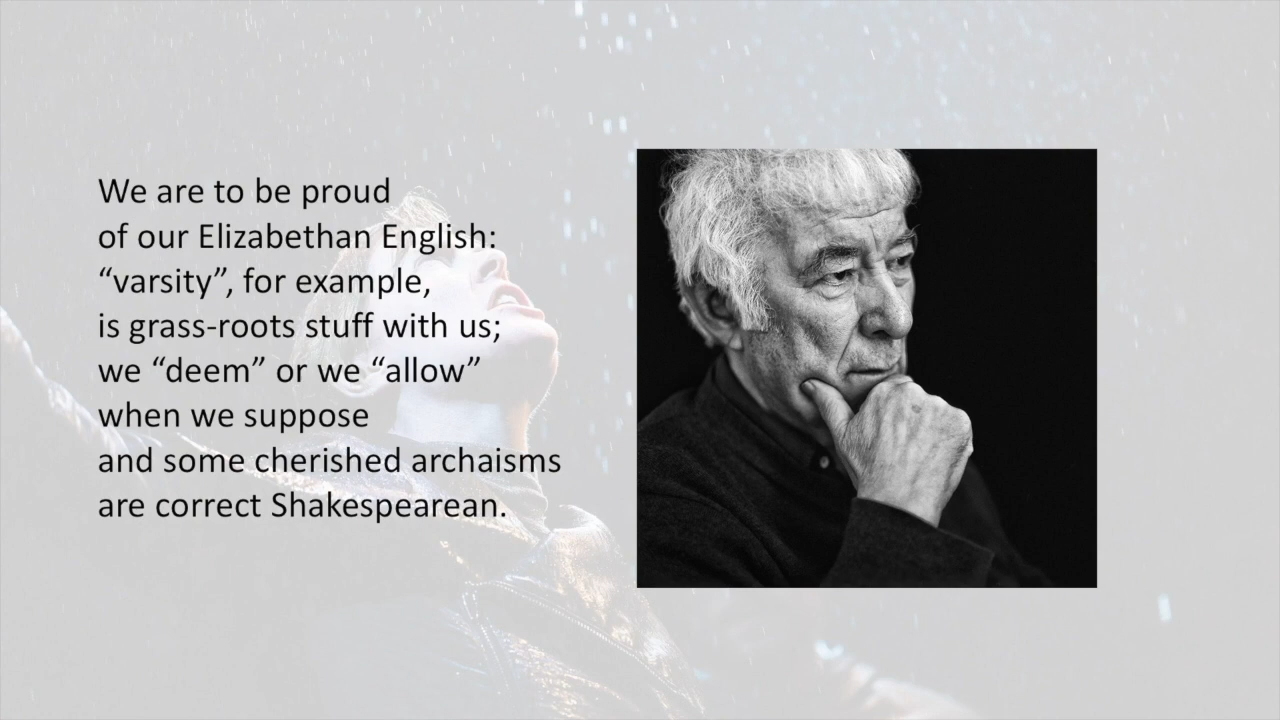 We are to be proud
of our Elizabethan English:
“varsity”, for example,
is grass-roots stuff with us;
we “deem” or we “allow”
when we suppose
and some cherished archaisms
are correct Shakespearean.